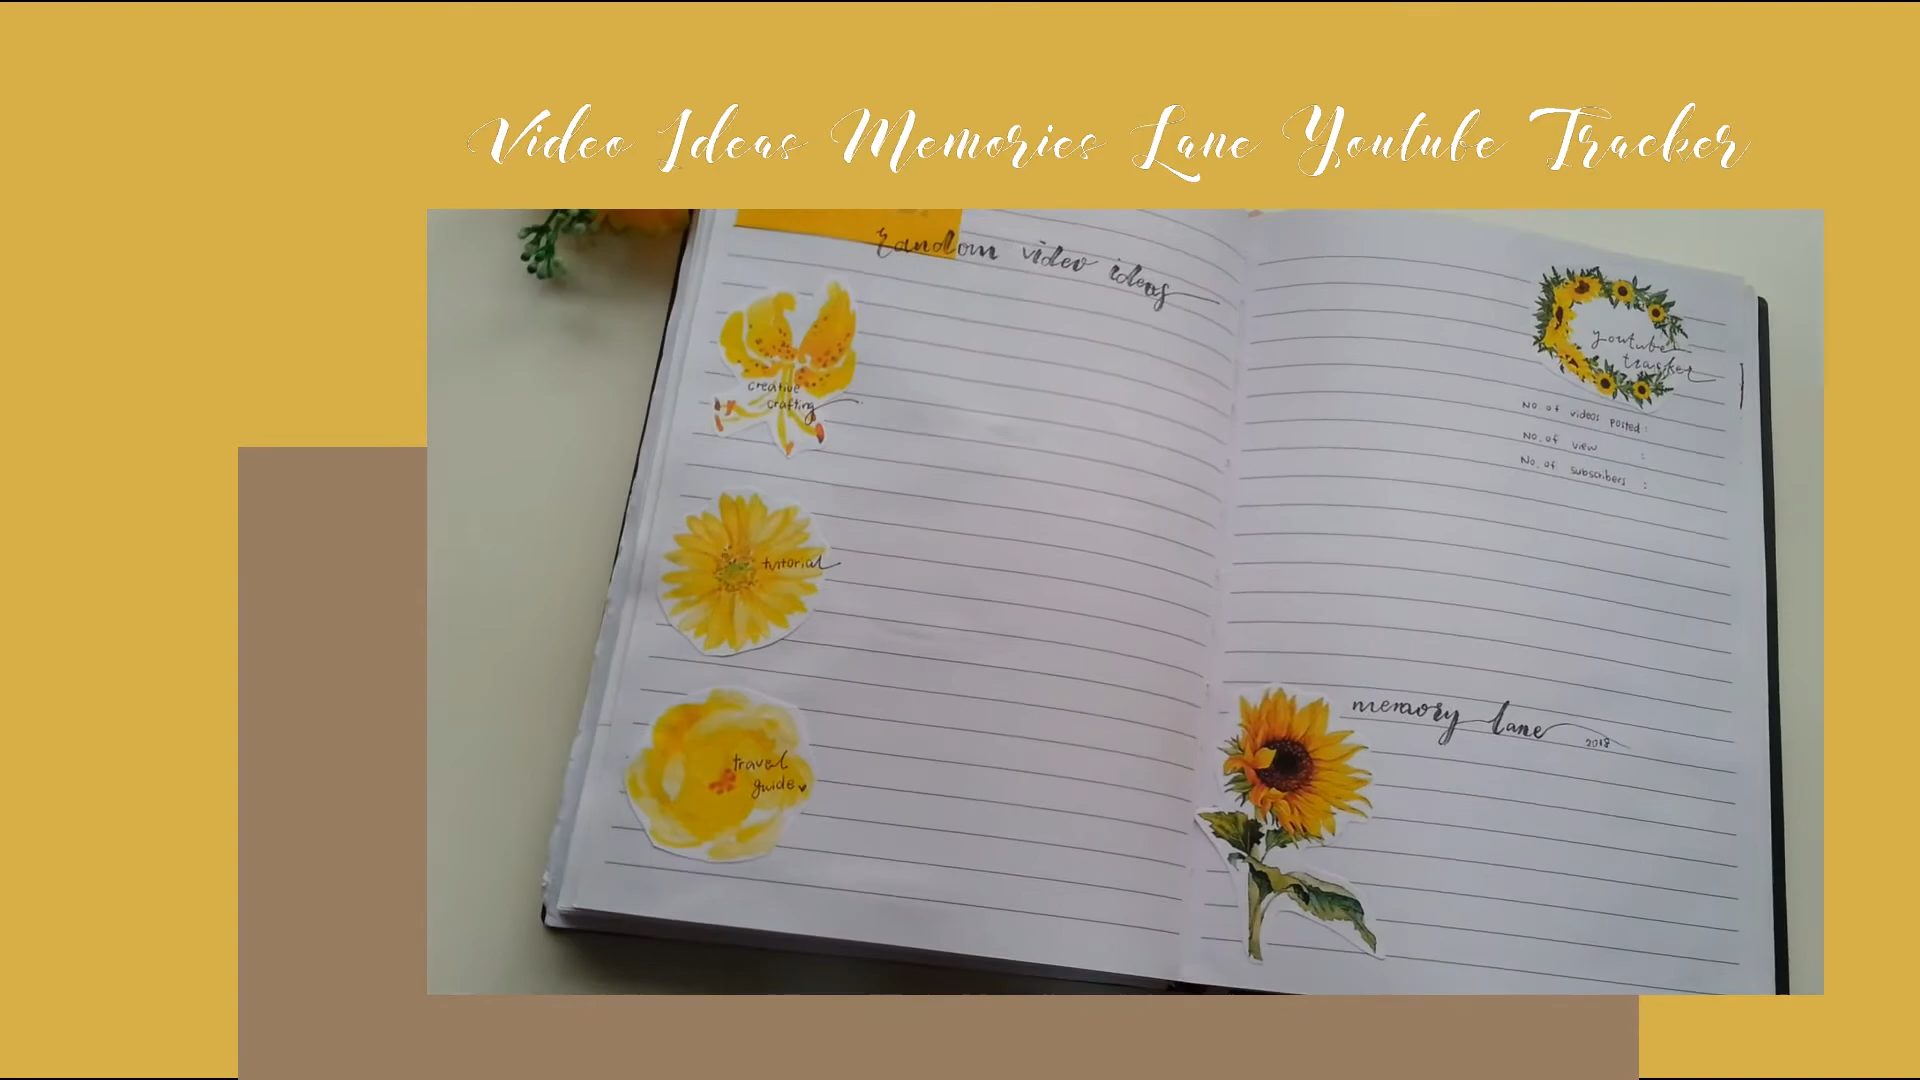 Video Ideas Memories Lane Youtube Tracker
random video ideas
creative
crafting
tutorial
travel
guide
youtube
tracker
No of videos posted :
No. of view :
No. of subscribers :
memory lane 2018